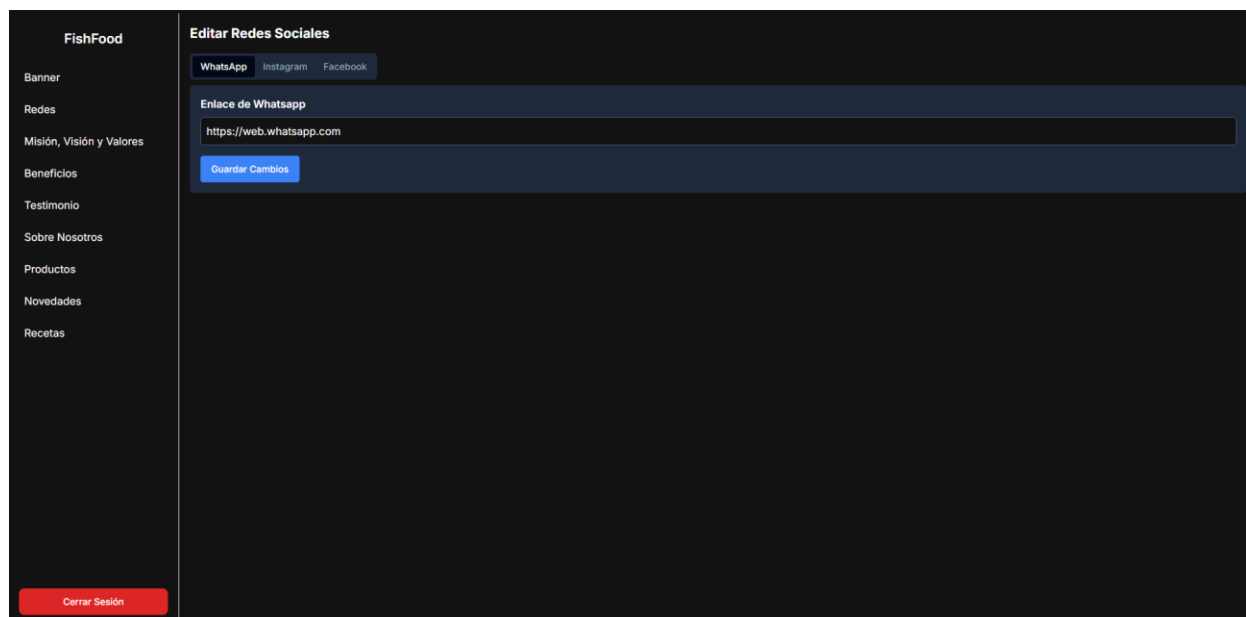 FishFood
Banner
Redes
Misión, Visión y Valores
Beneficios
Testimonio
Sobre Nosotros
Productos
Novedades
Recetas
Cerrar Sesión
Editar Redes Sociales
WhatsApp Instagram Facebook
Enlace de Whatsapp
https://web.whatsapp.com
Guardar Cambios